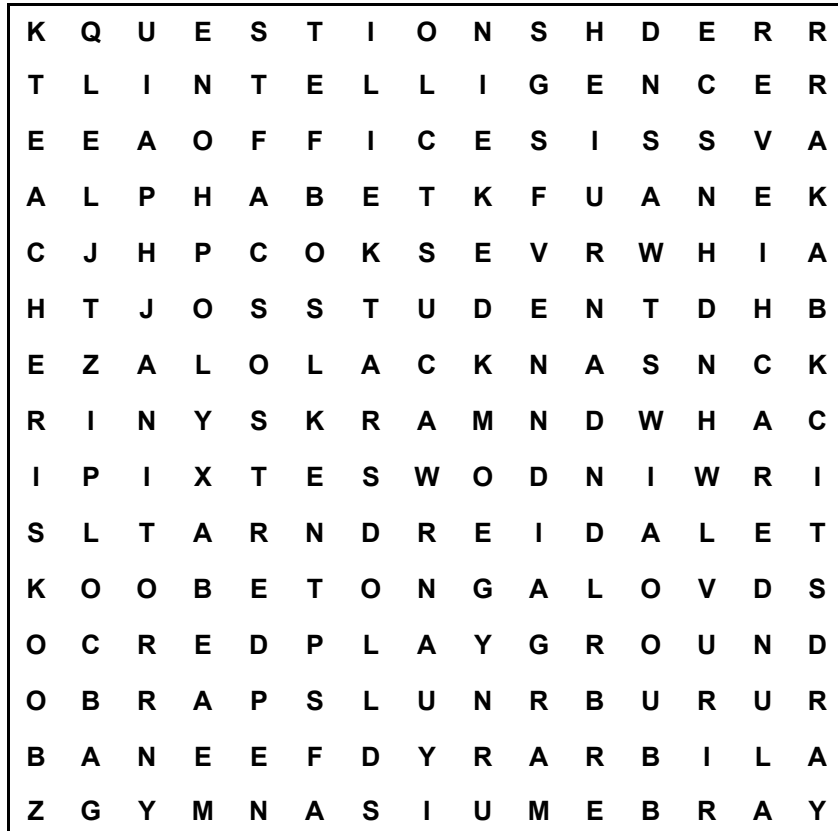 K Q U E S T I O N S H D E R R
T L I N T E L L I G E N C E R
E E A O F F I C E S I S S V A
A L P H A B E T K F U A N E K
C J H P C O K S E V R W H I A
H T J O S S T U D E N T D H B
E Z A L O L A C K N A S N C K
R I N Y S K R A M N D W H A C
I P I X T E S W O D N I W R I
S L T A R N D R E I D A L E T
K O O B E T O N G A L O V D S
O C R E D P L A Y G R O U N D
O B R A P S L U N R B U R U R
B A N E E F D Y R A R B I L A
Z G Y M N A S I U M E B R A Y